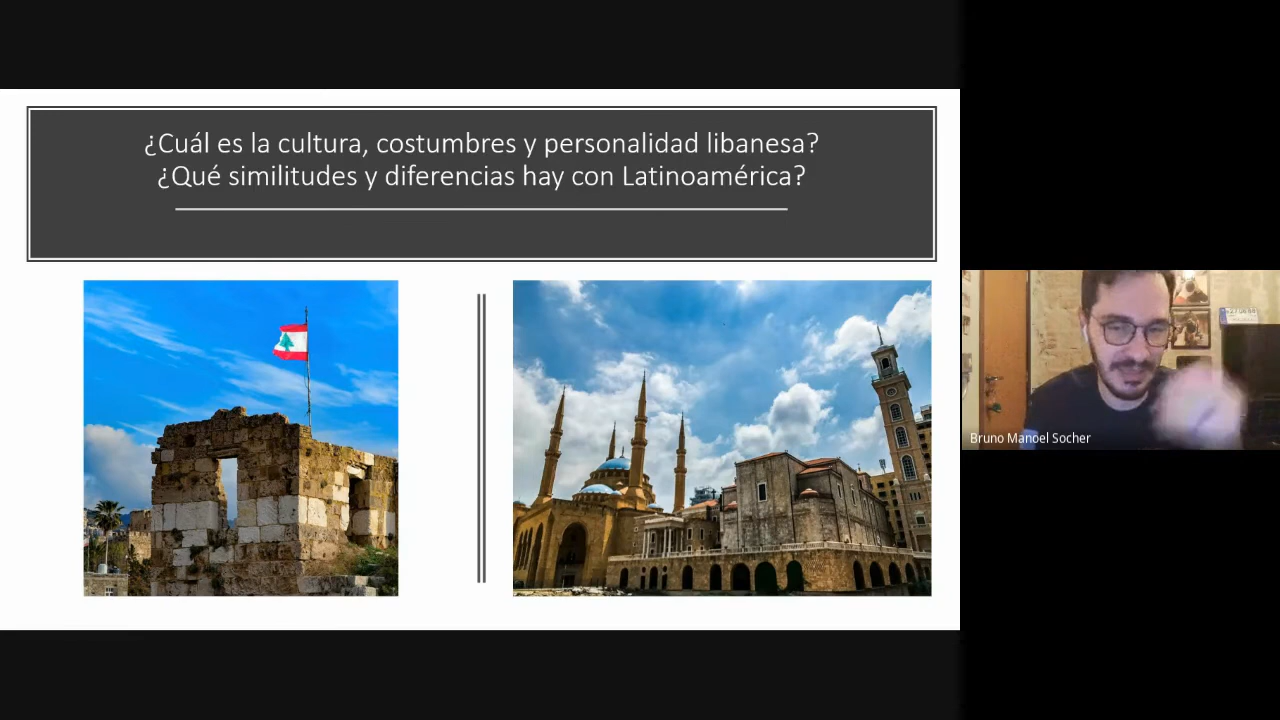 ¿Cuál es la cultura, costumbres y personalidad libanesa?
¿Qué similitudes y diferencias hay con Latinoamérica?
Bruno Manoel Socher